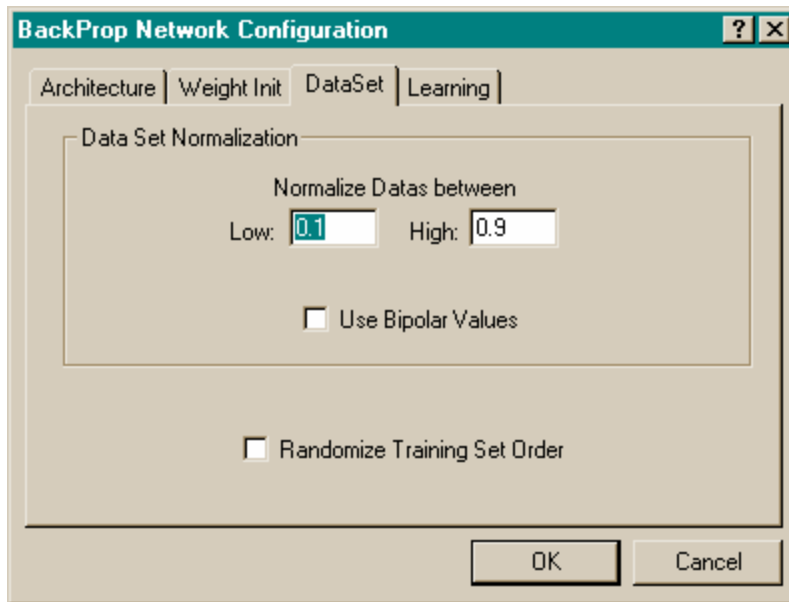 BackProp Network Configuration ? ×
Architecture Weight Init DataSet Learning
Data Set Normalization
Normalize Datas between
Low: 0.1 High: 0.9
Use Bipolar Values
Randomize Training Set Order
OK Cancel